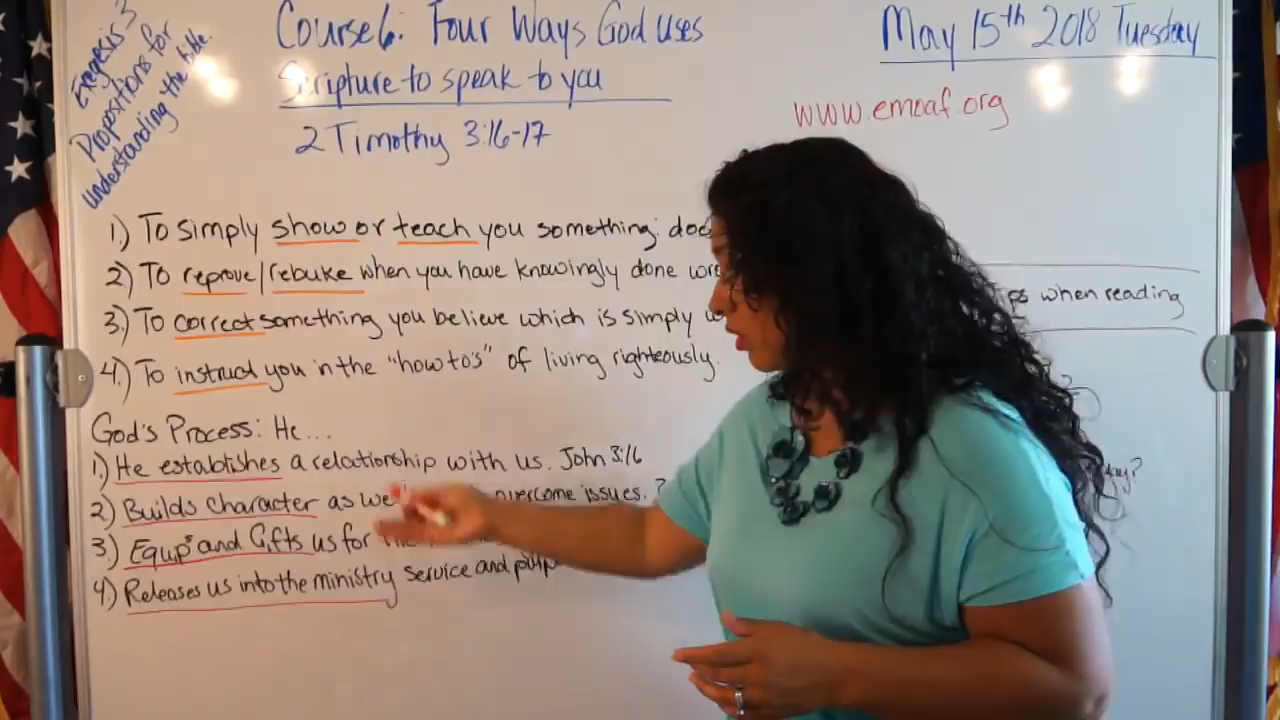 Exegesis 3
Propositions for
understanding the bible.
Course 6: Four Ways God uses
Scripture to speak to you
2 Timothy 3:16-17
May 15th 2018 Tuesday
www.emoaf.org
1.) To simply show or teach you something: doc
2.) To reprove/rebuke when you have knowingly done wro
3.) To correct something you believe which is simply w
4.) To instruct you in the "how to's" of living righteously.
ps when reading
God's Process: He...
1.) He establishes a relationship with us. John 3:16
2) Builds Character as we overcome issues. 2
3.) Equips and Gifts us for
4.) Releases us into the ministry service and purp
day?